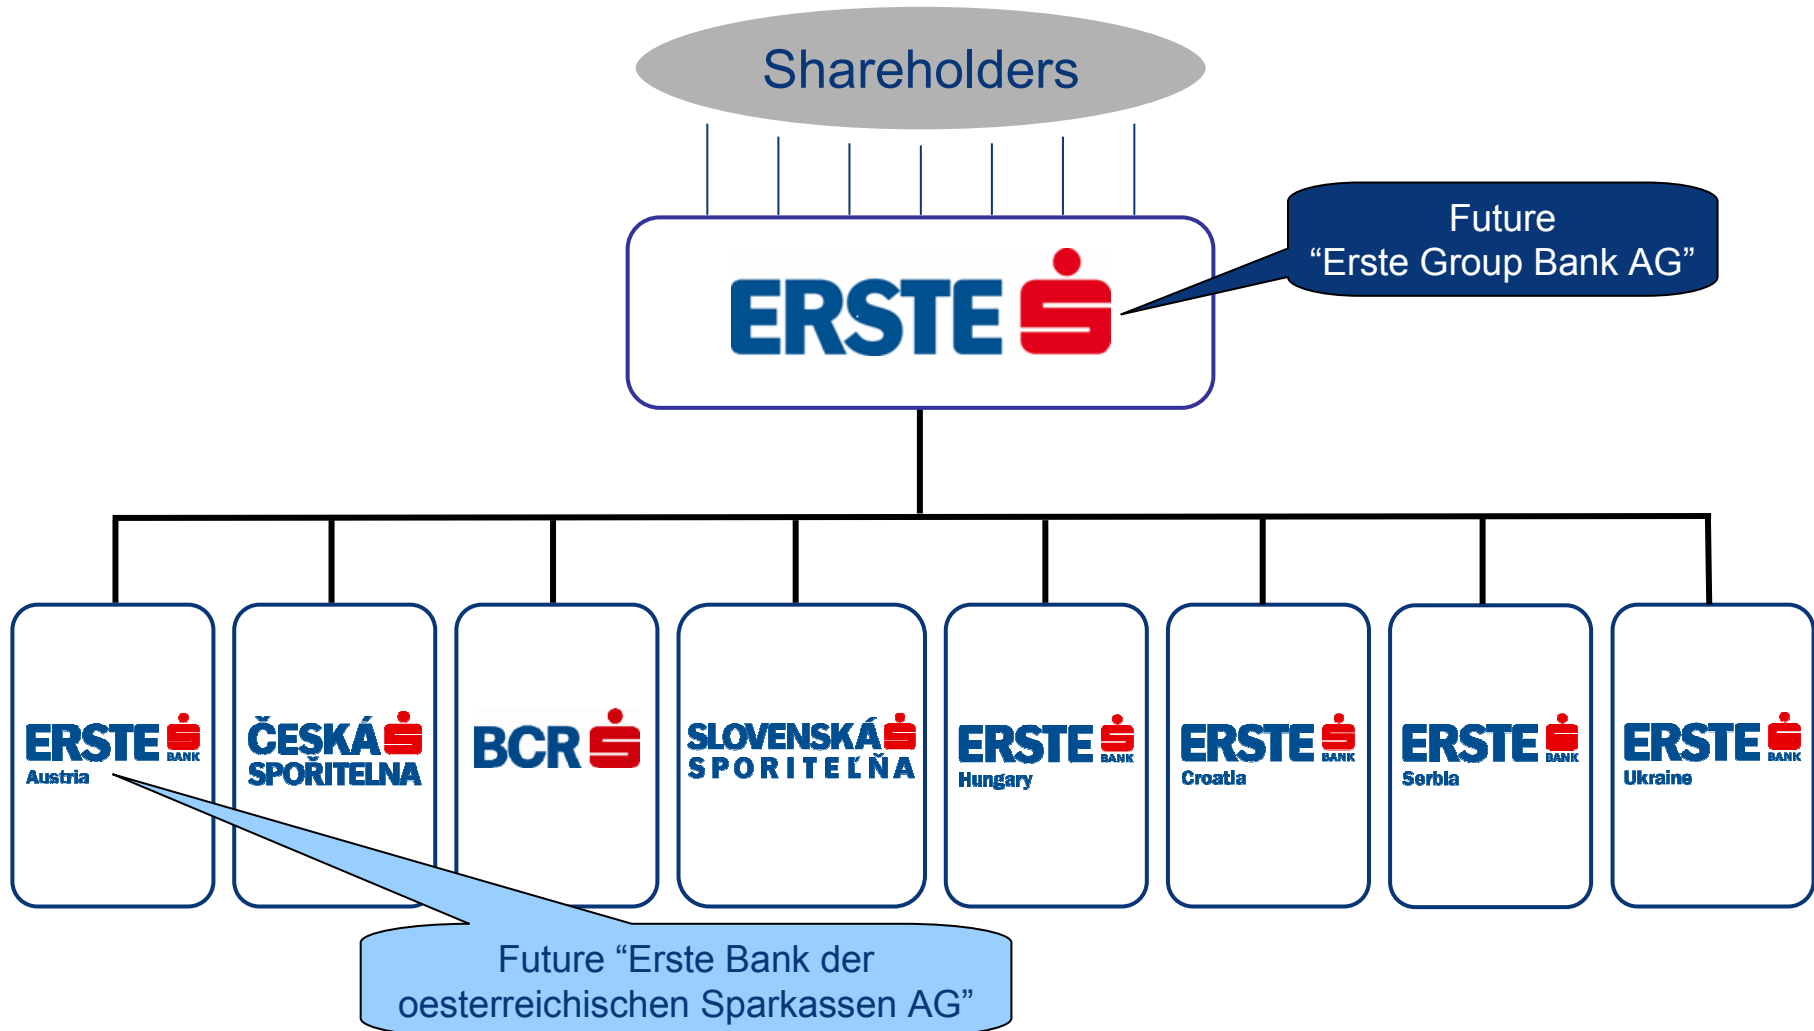 Shareholders
Future
“Erste Group Bank AG”
ERSTE S
ERSTE S
BANK
Austria
ČESKÁ S
SPOŘITELNA
BCR S
SLOVENSKÁ S
SPORITEĽŇA
ERSTE S
BANK
Hungary
ERSTE S
BANK
Croatia
ERSTE S
BANK
Serbia
ERSTE S
BANK
Ukraine
Future “Erste Bank der
oesterreichischen Sparkassen AG”